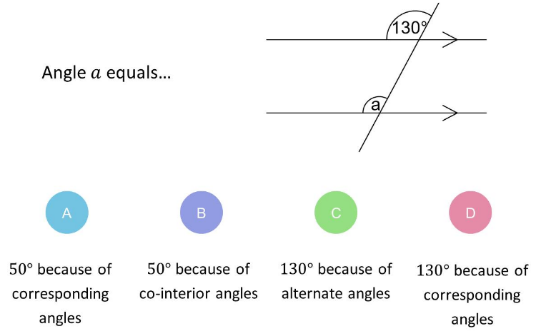 130°
Angle a equals...
a
A
B
C
D
50° because of
corresponding
angles
50° because of
co-interior angles
130° because of
alternate angles
130° because of
corresponding
angles